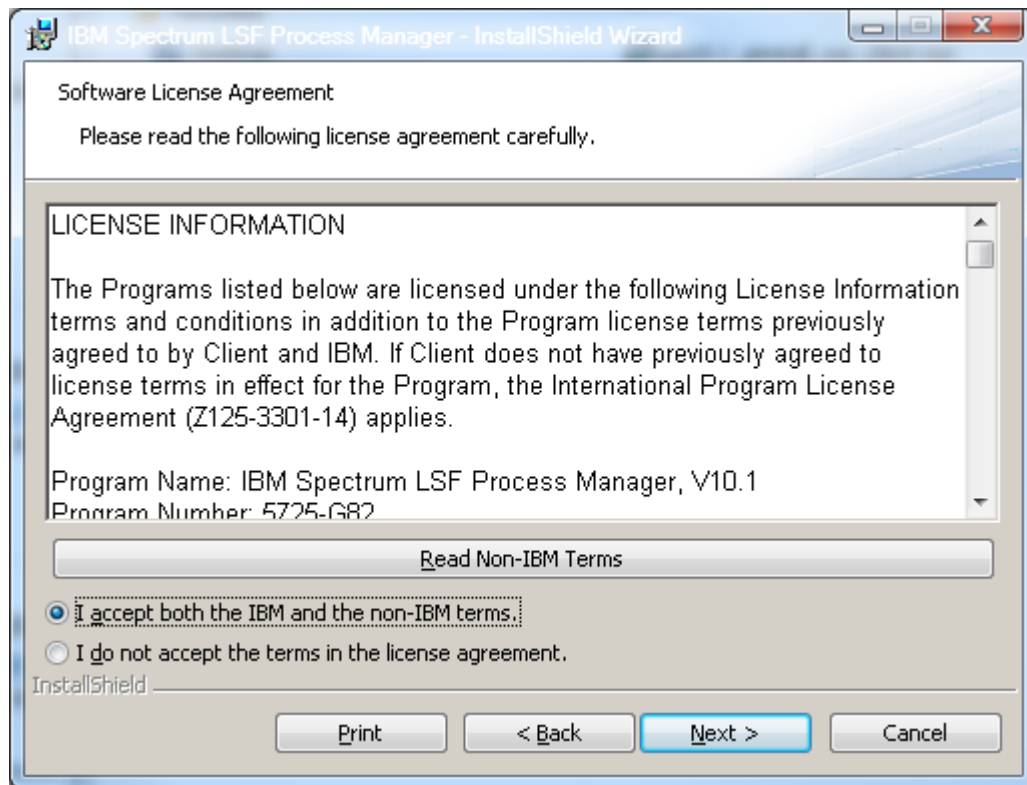 IBM Spectrum LSF Process Manager - InstallShield Wizard
Software License Agreement
Please read the following license agreement carefully.
LICENSE INFORMATION
The Programs listed below are licensed under the following License Information
terms and conditions in addition to the Program license terms previously
agreed to by Client and IBM. If Client does not have previously agreed to
license terms in effect for the Program, the International Program License
Agreement (Z125-3301-14) applies.
Program Name: IBM Spectrum LSF Process Manager, V10.1
Program Number: 5725-G82
Read Non-IBM Terms
I accept both the IBM and the non-IBM terms.
I do not accept the terms in the license agreement.
InstallShield
Print
< Back
Next >
Cancel